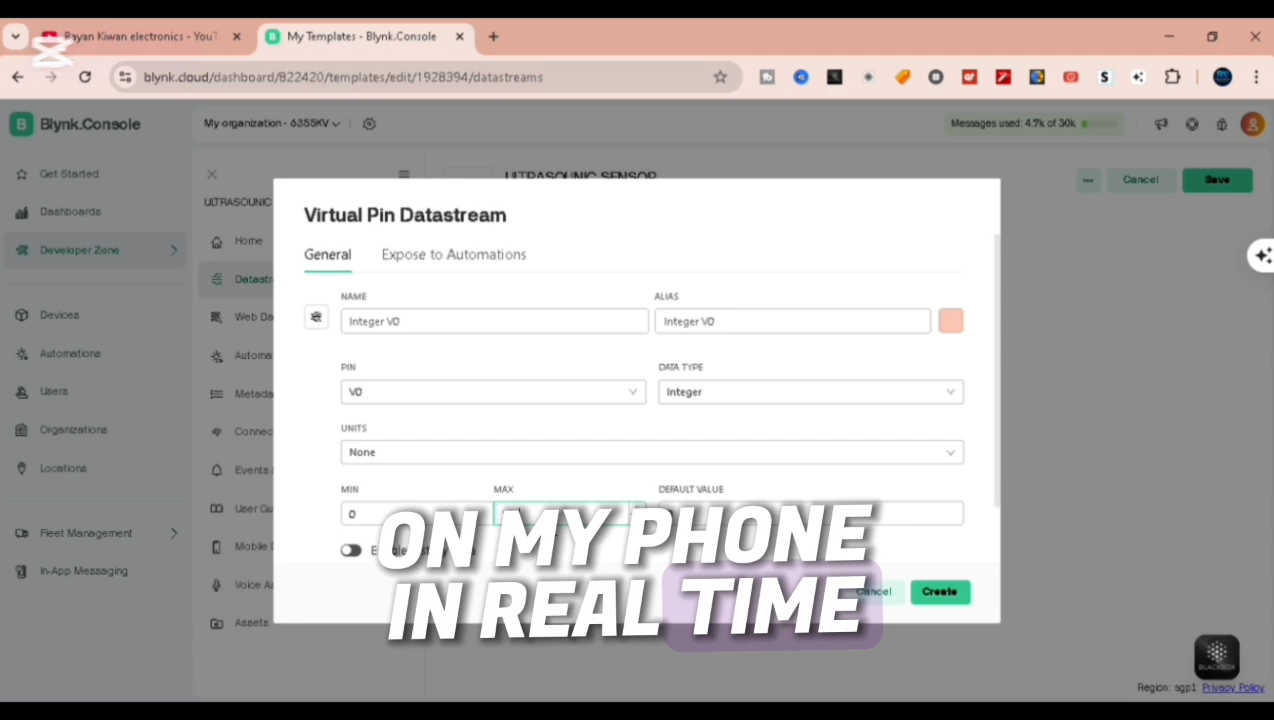 Rayan Kiwan electronics - YouT
My Templates - Blynk.Console
blynk.cloud/dashboard/822420/templates/edit/1928394/datastreams
S
B Blynk.Console
My organization - 6355KV
Messages used: 4.7k of 30k
Get Started
Dashboards
Developer Zone
Devices
Automations
Users
Organizations
Locations
Fleet Management
In-App Messaging
ULTRASOUNIC SENSOR
Cancel
Save
ULTRASOUNIC
Home
Datastr
Web Da
Automa
Metada
Connec
Events
User Gu
Mobile
Voice A
Assets
Virtual Pin Datastream
General
Expose to Automations
NAME
ALIAS
Integer V0
Integer V0
PIN
DATA TYPE
V0
Integer
UNITS
None
MIN
MAX
DEFAULT VALUE
0
ON MY PHONE
IN REAL TIME
Cancel
Create
BLACKBOX
Region: sgp1 Privacy Policy